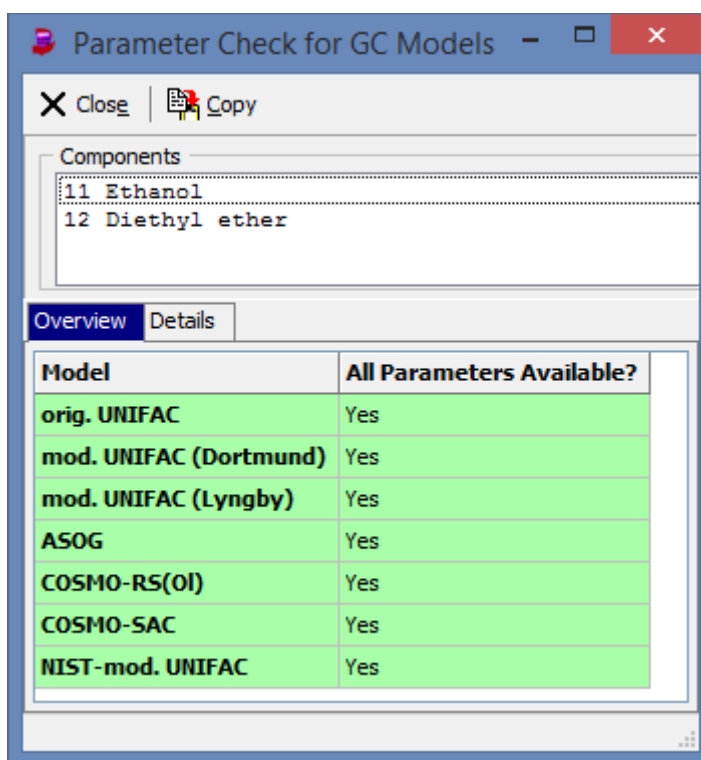 Parameter Check for GC Models
Close Copy
Components
11 Ethanol
12 Diethyl ether
Overview Details
Model All Parameters Available?
orig. UNIFAC Yes
mod. UNIFAC (Dortmund) Yes
mod. UNIFAC (Lyngby) Yes
ASOG Yes
COSMO-RS(Ol) Yes
COSMO-SAC Yes
NIST-mod. UNIFAC Yes